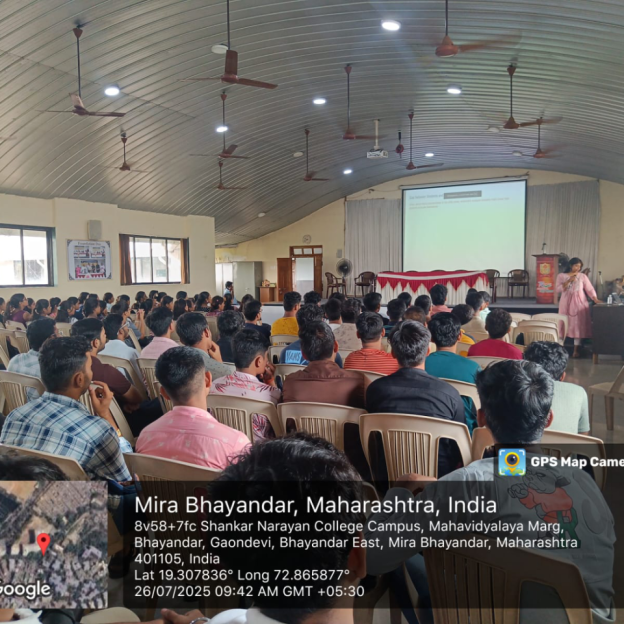 GPS Map Came
Mira Bhayandar, Maharashtra, India
8v58+7fc Shankar Narayan College Campus, Mahavidyalaya Marg,
Bhayandar, Gaondevi, Bhayandar East, Mira Bhayandar, Maharashtra
401105, India
Lat 19.307836° Long 72.865877°
26/07/2025 09:42 AM GMT +05:30
Google